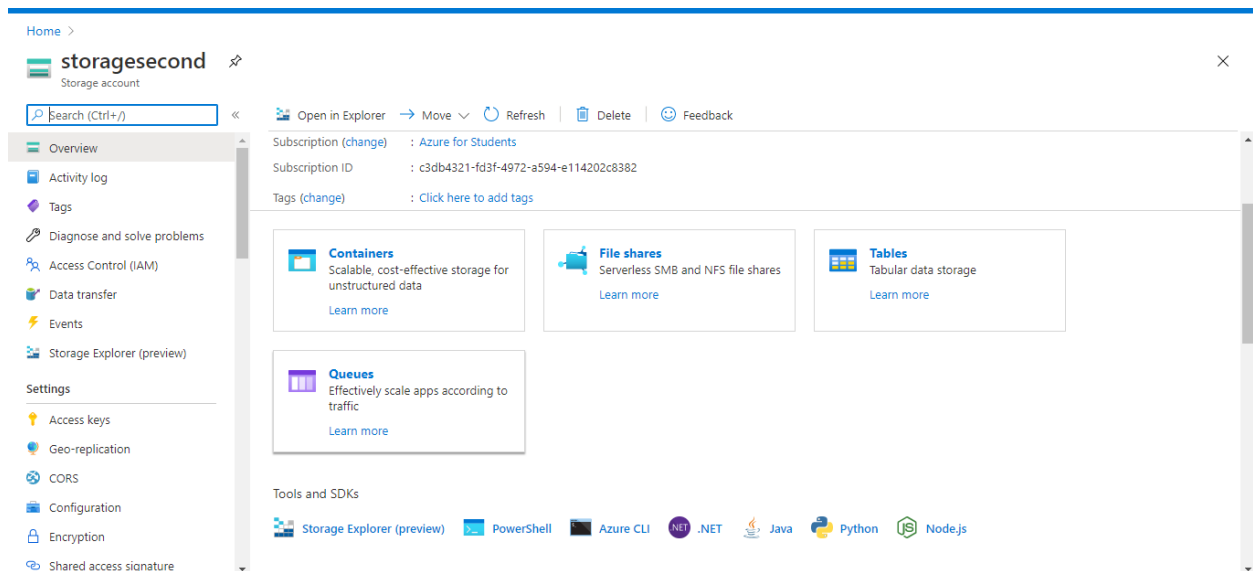 Home >
storagesecond
Storage account
Search (Ctrl+/)
«
Open in Explorer
Move
Refresh
Delete
Feedback
Overview
Activity log
Tags
Diagnose and solve problems
Access Control (IAM)
Data transfer
Events
Storage Explorer (preview)
Settings
Access keys
Geo-replication
CORS
Configuration
Encryption
Shared access signature
Subscription (change) : Azure for Students
Subscription ID : c3db4321-fd3f-4972-a594-e114202c8382
Tags (change) : Click here to add tags
Containers
Scalable, cost-effective storage for
unstructured data
Learn more
File shares
Serverless SMB and NFS file shares
Learn more
Tables
Tabular data storage
Learn more
Queues
Effectively scale apps according to
traffic
Learn more
Tools and SDKs
Storage Explorer (preview)
PowerShell
Azure CLI
NET
.NET
Java
Python
JS
Node.js